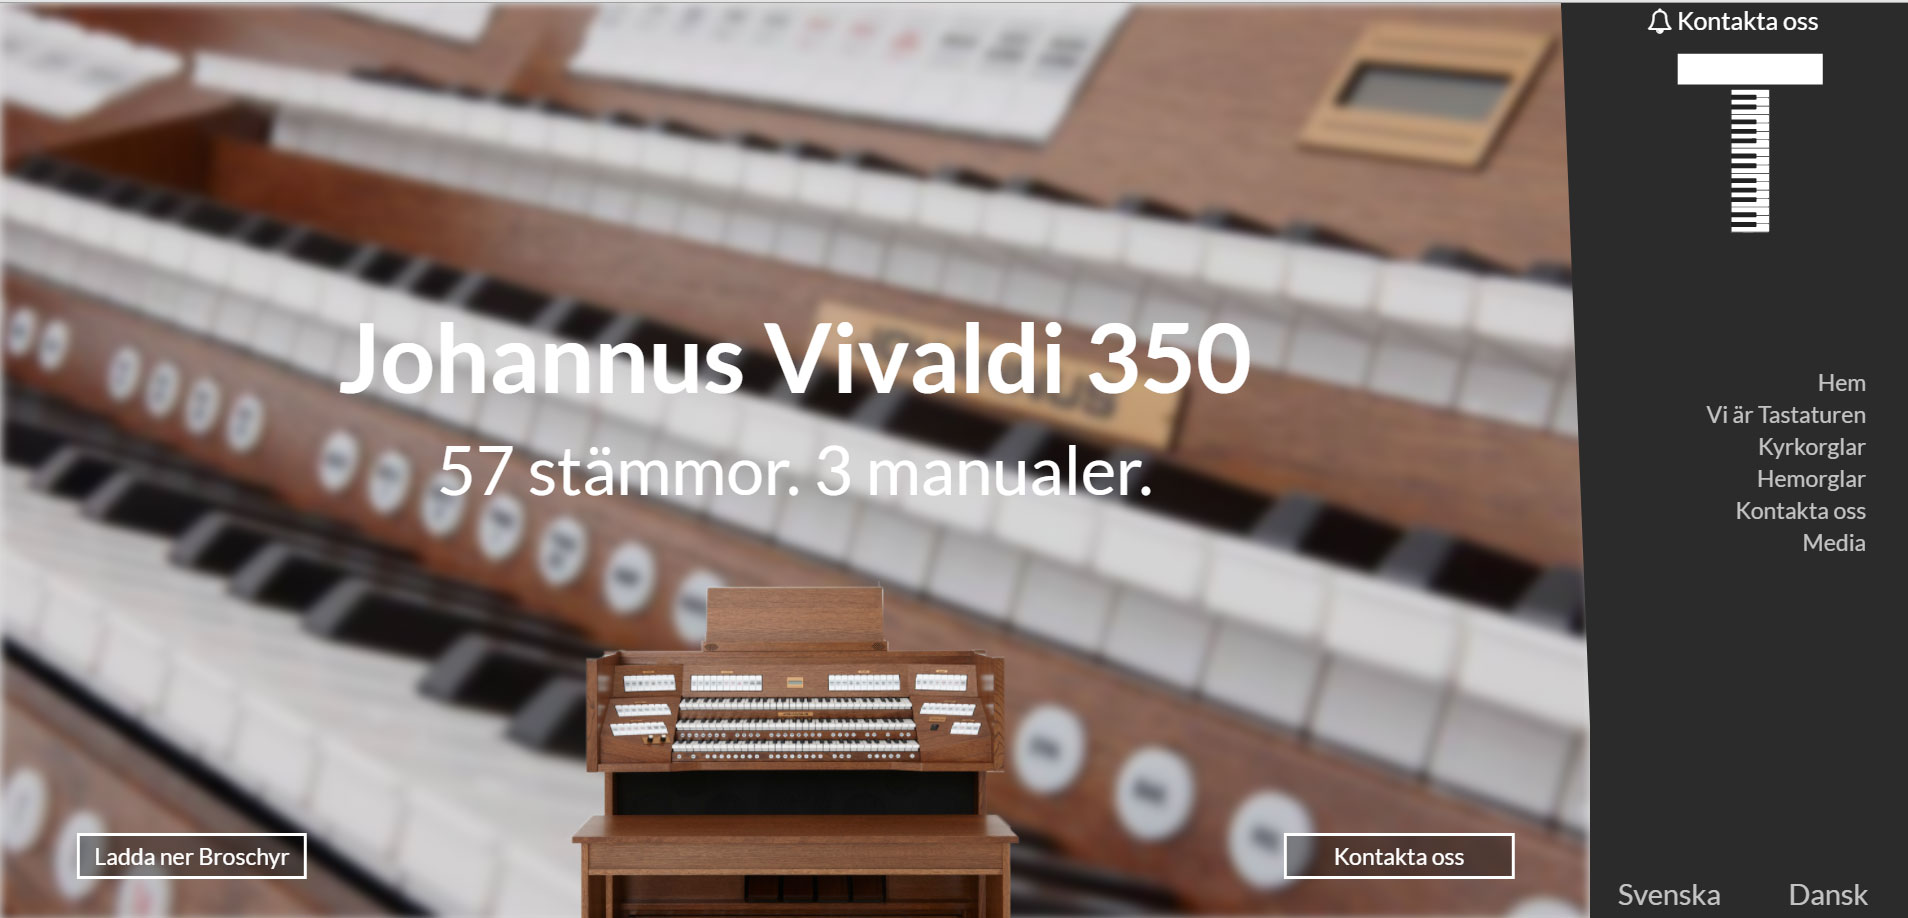 Kontakta oss
Johannus Vivaldi 350
57 stämmor. 3 manualer.
Ladda ner Broschyr
Kontakta oss
Hem
Vi är Tastaturen
Kyrkorglar
Hemorglar
Kontakta oss
Media
Svenska
Dansk